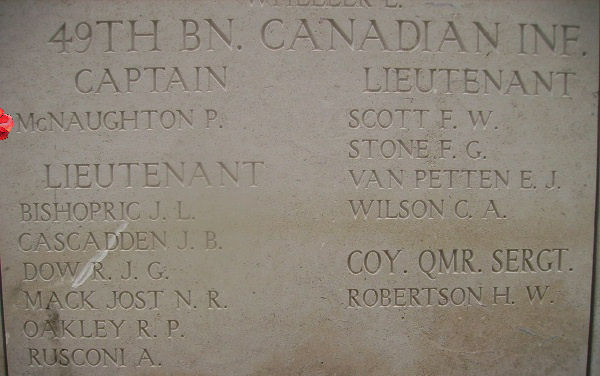 WHEELER E.
49TH BN. CANADIAN INF.
CAPTAIN
McNAUGHTON P.
LIEUTENANT
BISHOPRIC J. L.
CASCADDEN J. B.
DOW R. J. G.
MACK JOST N. R.
OAKLEY R. P.
RUSCONI A.
LIEUTENANT
SCOTT F. W.
STONE F. G.
VAN PETTEN E. J.
WILSON C. A.
COY. QMR. SERGT.
ROBERTSON H. W.